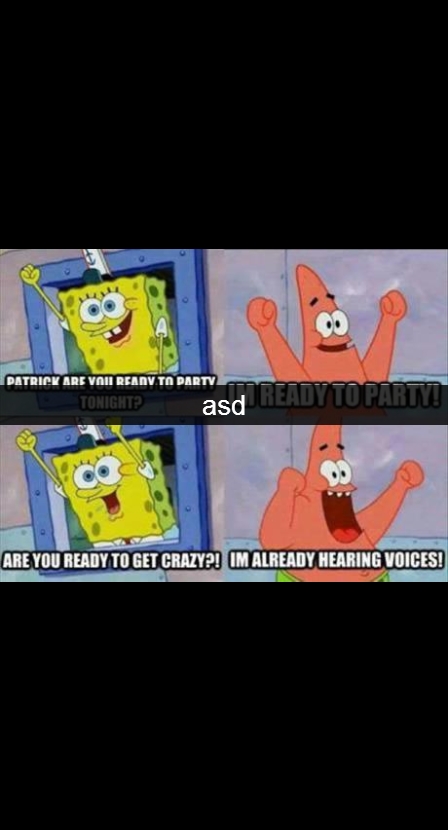 PATRICK ARE YOU READY TO PARTY
TONIGHT?
IM READY TO PARTY!
asd
ARE YOU READY TO GET CRAZY?!
IM ALREADY HEARING VOICES!